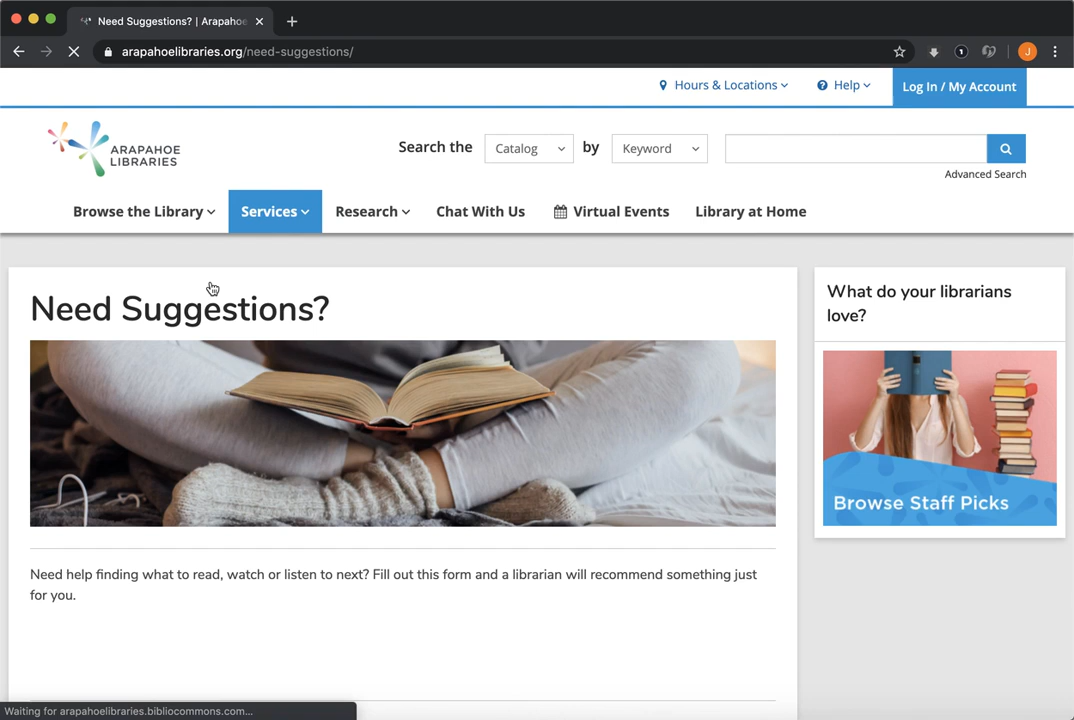 Need Suggestions? | Arapahoe
arapahoelibraries.org/need-suggestions/
1
J
Hours & Locations
Help
Log In / My Account
ARAPAHOE
LIBRARIES
Search the
Catalog
by
Keyword
Advanced Search
Browse the Library
Services
Research
Chat With Us
Virtual Events
Library at Home
Need Suggestions?
Need help finding what to read, watch or listen to next? Fill out this form and a librarian will recommend something just
for you.
What do your librarians
love?
Browse Staff Picks
Waiting for arapahoelibraries.bibliocommons.com...